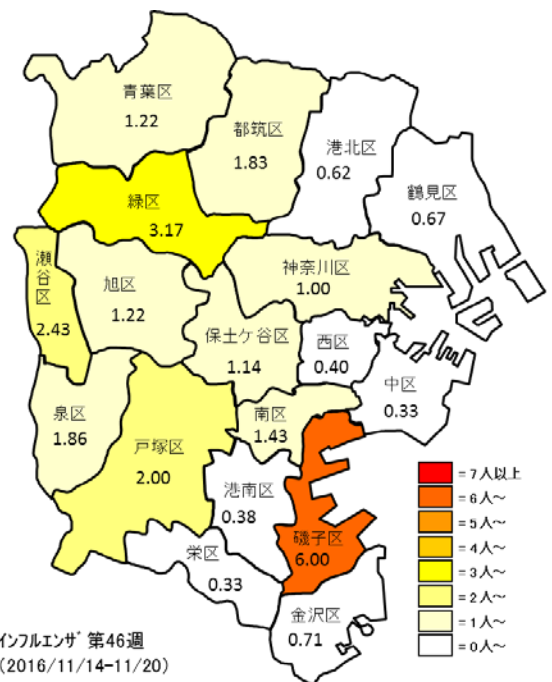 青葉区
1.22
都筑区
1.83
港北区
0.62
鶴見区
0.67
緑区
3.17
瀬谷区
2.43
旭区
1.22
神奈川区
1.00
保土ケ谷区
1.14
西区
0.40
中区
0.33
泉区
1.86
戸塚区
2.00
南区
1.43
港南区
0.38
磯子区
6.00
栄区
0.33
金沢区
0.71
=7人以上
=6人～
=5人～
=4人～
=3人～
=2人～
=1人～
=0人～
インフルエンザ 第46週
(2016/11/14-11/20)